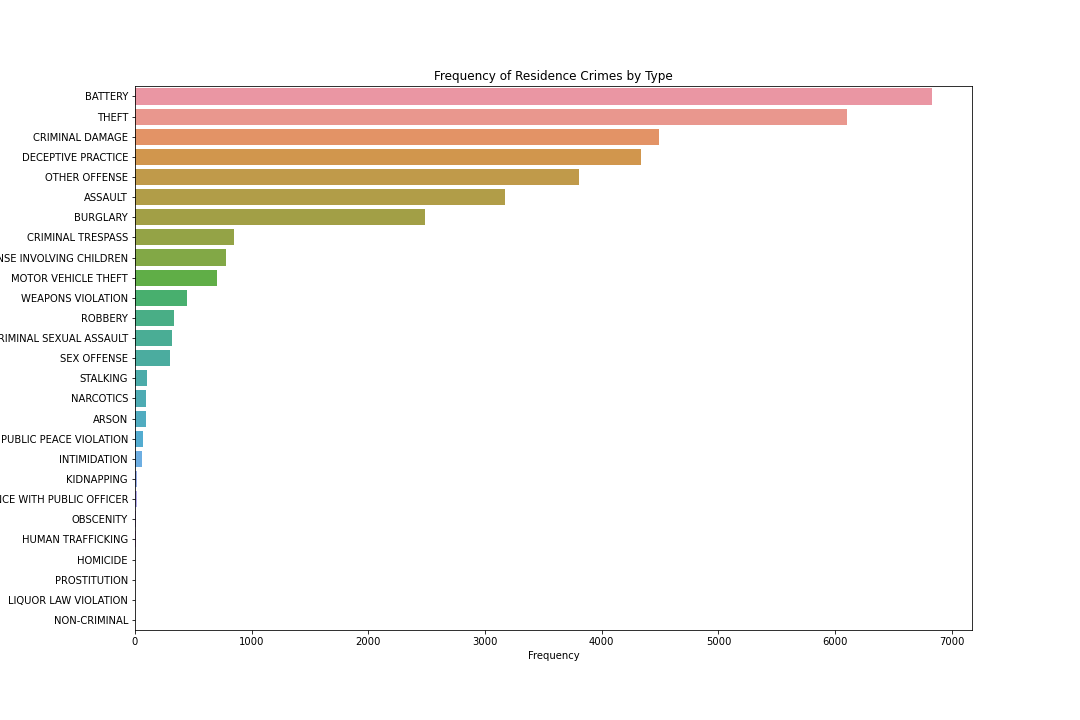 Frequency of Residence Crimes by Type
BATTERY
THEFT
CRIMINAL DAMAGE
DECEPTIVE PRACTICE
OTHER OFFENSE
ASSAULT
BURGLARY
CRIMINAL TRESPASS
NSE INVOLVING CHILDREN
MOTOR VEHICLE THEFT
WEAPONS VIOLATION
ROBBERY
RIMINAL SEXUAL ASSAULT
SEX OFFENSE
STALKING
NARCOTICS
ARSON
PUBLIC PEACE VIOLATION
INTIMIDATION
KIDNAPPING
NCE WITH PUBLIC OFFICER
OBSCENITY
HUMAN TRAFFICKING
HOMICIDE
PROSTITUTION
LIQUOR LAW VIOLATION
NON-CRIMINAL
0 1000 2000 3000 4000 5000 6000 7000
Frequency